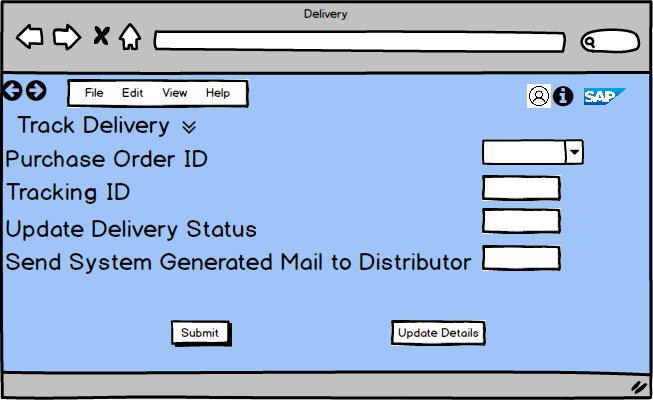 Delivery
File Edit View Help
SAP
Track Delivery
Purchase Order ID
Tracking ID
Update Delivery Status
Send System Generated Mail to Distributor
Submit Update Details